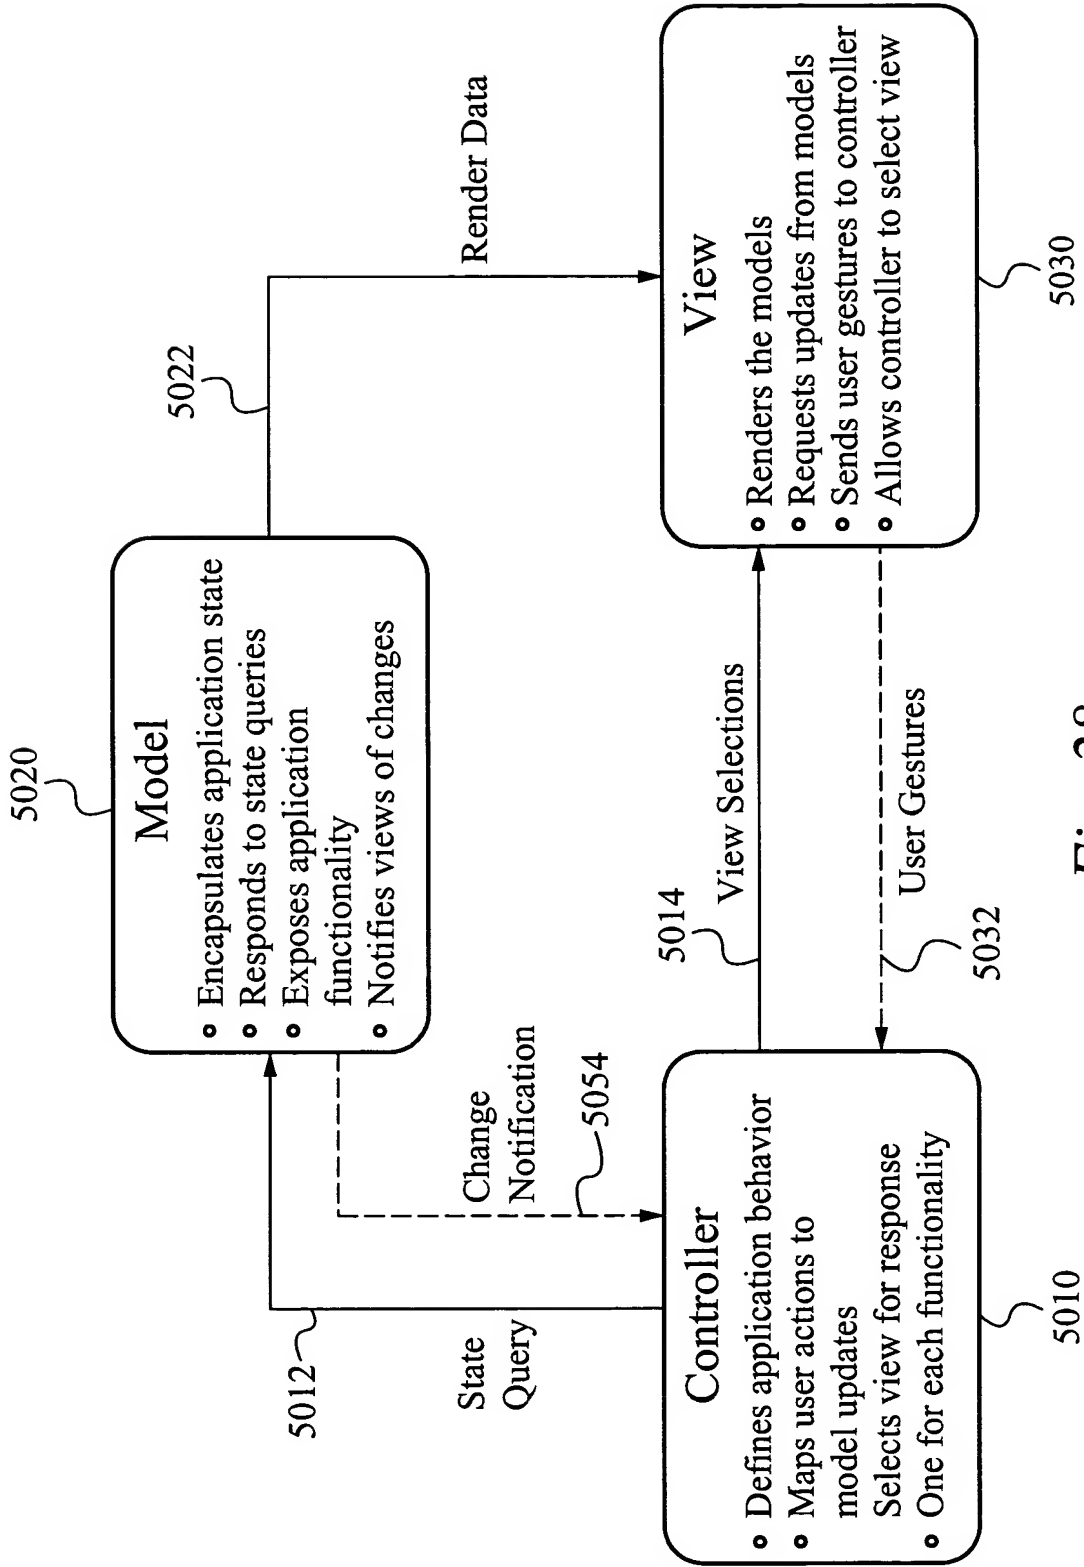 5020
Model
Encapsulates application state
Responds to state queries
Exposes application
functionality
Notifies views of changes
5022
Render Data
5012
State
Query
Change
Notification
5054
Controller
Defines application behavior
Maps user actions to
model updates
Selects view for response
One for each functionality
5010
5014
View Selections
User Gestures
5032
View
Renders the models
Requests updates from models
Sends user gestures to controller
Allows controller to select view
5030